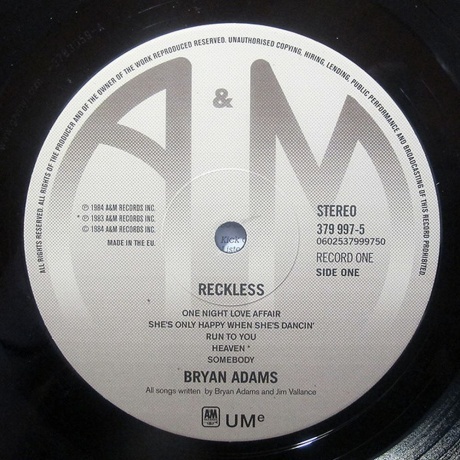 ALL RIGHTS RESERVED. ALL RIGHTS OF THE PRODUCER AND OF THE OWNER OF THE WORK REPRODUCED RESERVED. UNAUTHORISED COPYING, HIRING, LENDING, PUBLIC PERFORMANCE AND BROADCASTING OF THIS RECORD PROHIBITED.
A & M
℗ 1984 A&M RECORDS INC.
* ℗ 1983 A&M RECORDS INC.
© 1984 A&M RECORDS INC.
MADE IN THE EU.
STEREO
379 997-5
0602537999750
RECORD ONE
SIDE ONE
RECKLESS
ONE NIGHT LOVE AFFAIR
SHE'S ONLY HAPPY WHEN SHE'S DANCIN'
RUN TO YOU
HEAVEN *
SOMEBODY
BRYAN ADAMS
All songs written by Bryan Adams and Jim Vallance
A&M UMe